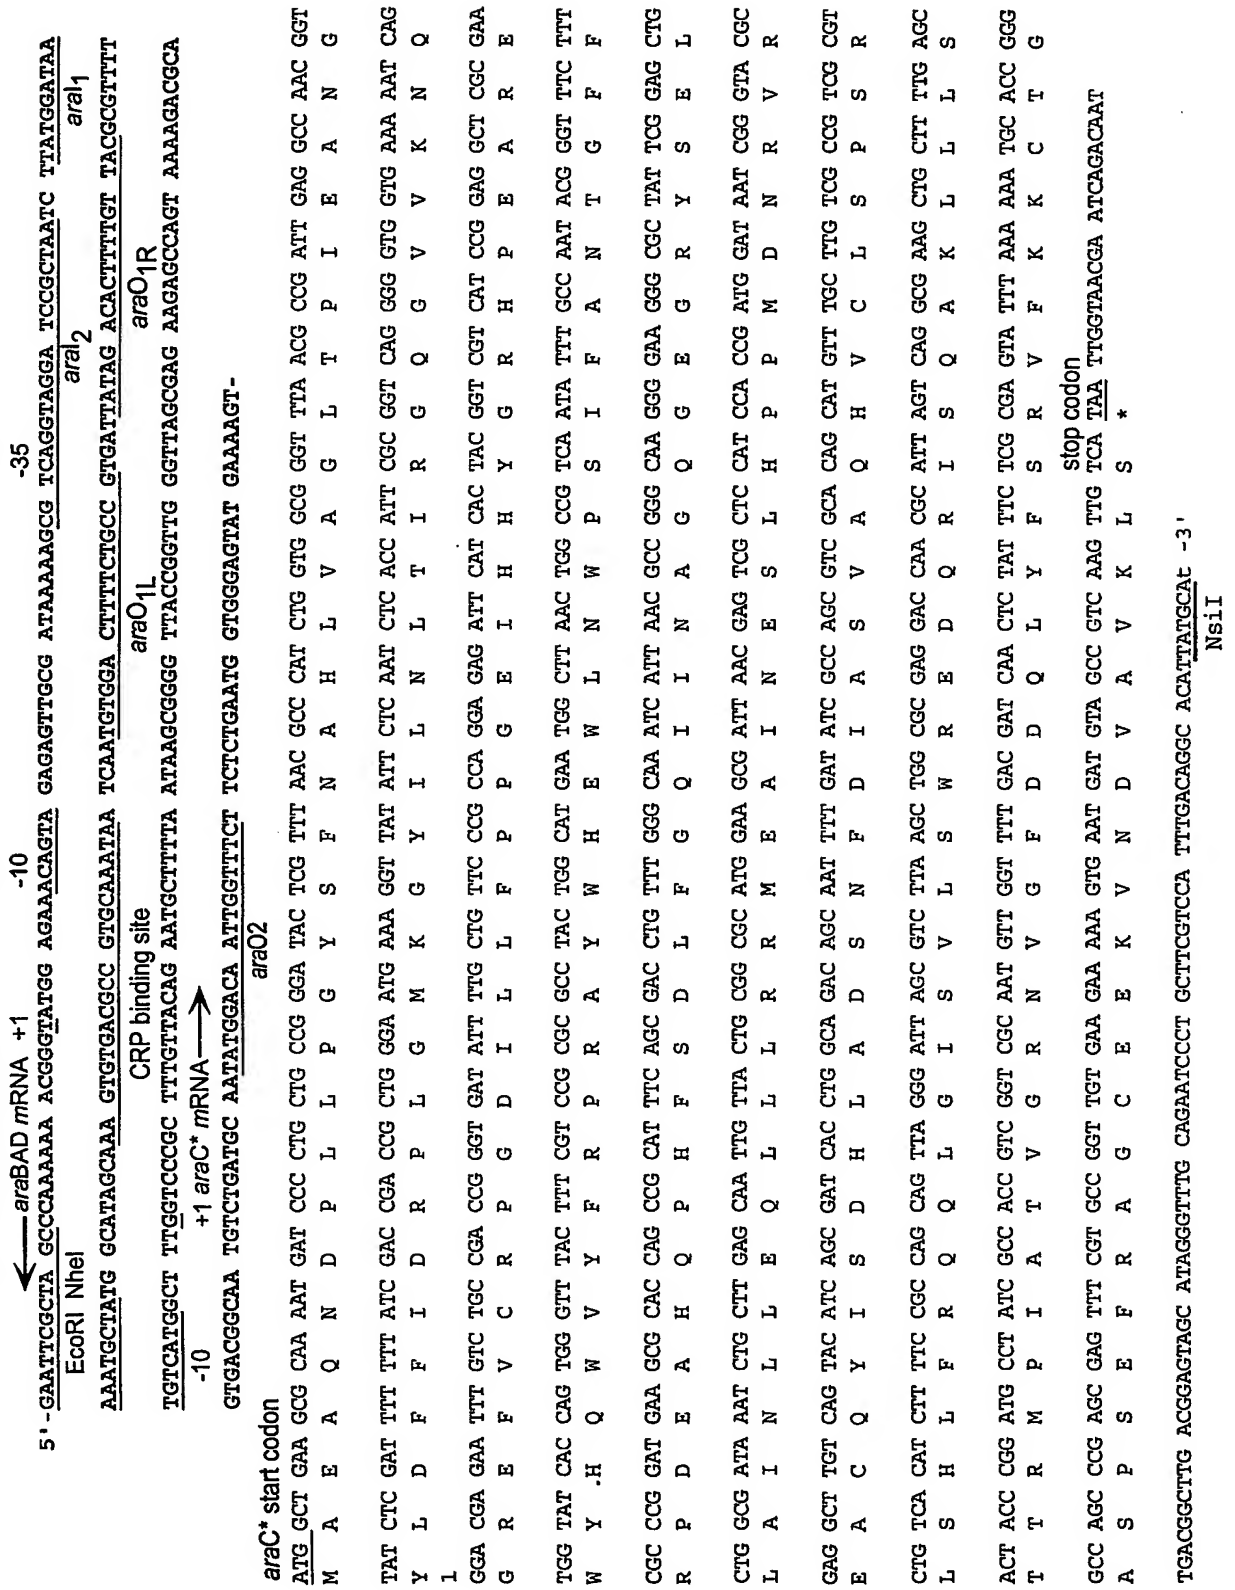 ←araBAD mRNA +1 -10 -35
5'-GAATTCGCTA GCCCAAAAAA ACGGGTATGG AGAAACAGTA GAGAGTTGCG ATAAAAAGCG TCAGGTAGGA TCCGCTAATC TTATGGATAA
EcoRI NheI araI2 araI1
AAATGCTATG GCATAGCAAA GTGTGACGCC GTGCAAATAA TCAATGTGGA CTTTTCTGCC GTGATTATAG ACACTTTTGT TACGCGTTTT
CRP binding site araO1L araO1R
TGTCATGGCT TTGGTCCCGC TTTGTTACAG AATGCTTTTA ATAAGCGGGG TTACCGGTTG GGTTAGCGAG AAGAGCCAGT AAAAGACGCA
-10 +1 araC* mRNA→
GTGACGGCAA TGTCTGATGC AATATGGACA ATTGGTTTCT TCTCTGAATG GTGGGAGTAT GAAAAGT-
araO2
araC* start codon
ATG GCT GAA GCG CAA AAT GAT CCC CTG CTG CCG GGA TAC TCG TTT AAC GCC CAT CTG GTG GCG GGT TTA ACG CCG ATT GAG GCC AAC GGT
M A E A Q N D P L L P G Y S F N A H L V A G L T P I E A N G
TAT CTC GAT TTT TTT ATC GAC CGA CCG CTG GGA ATG AAA GGT TAT ATT CTC AAT CTC ACC ATT CGC GGT CAG GGG GTG GTG AAA AAT CAG
Y L D F F I D R P L G M K G Y I L N L T I R G Q G V V K N Q
1
GGA CGA GAA TTT GTC TGC CGA CCG GGT GAT ATT TTG CTG TTC CCG CCA GGA GAG ATT CAT CAC TAC GGT CGT CAT CCG GAG GCT CGC GAA
G R E F V C R P G D I L L F P P G E I H H Y G R H P E A R E
TGG TAT CAC CAG TGG GTT TAC TTT CGT CCG CGC GCC TAC TGG CAT GAA TGG CTT AAC TGG CCG TCA ATA TTT GCC AAT ACG GGT TTC TTT
W Y .H Q W V Y F R P R A Y W H E W L N W P S I F A N T G F F
CGC CCG GAT GAA GCG CAC CAG CCG CAT TTC AGC GAC CTG TTT GGG CAA ATC ATT AAC GCC GGG CAA GGG GAA GGG CGC TAT TCG GAG CTG
R P D E A H Q P H F S D L F G Q I I N A G Q G E G R Y S E L
CTG GCG ATA AAT CTG CTT GAG CAA TTG TTA CTG CGG CGC ATG GAA GCG ATT AAC GAG TCG CTC CAT CCA CCG ATG GAT AAT CGG GTA CGC
L A I N L L E Q L L L R R M E A I N E S L H P P M D N R V R
GAG GCT TGT CAG TAC ATC AGC GAT CAC CTG GCA GAC AGC AAT TTT GAT ATC GCC AGC GTC GCA CAG CAT GTT TGC TTG TCG CCG TCG CGT
E A C Q Y I S D H L A D S N F D I A S V A Q H V C L S P S R
CTG TCA CAT CTT TTC CGC CAG CAG TTA GGG ATT AGC GTC TTA AGC TGG CGC GAG GAC CAA CGC ATT AGT CAG GCG AAG CTG CTT TTG AGC
L S H L F R Q Q L G I S V L S W R E D Q R I S Q A K L L L S
ACT ACC CGG ATG CCT ATC GCC ACC GTC GGT CGC AAT GTT GGT TTT GAC GAT CAA CTC TAT TTC TCG CGA GTA TTT AAA AAA TGC ACC GGG
T T R M P I A T V G R N V G F D D Q L Y F S R V F K K C T G
stop codon
GCC AGC CCG AGC GAG TTT CGT GCC GGT TGT GAA GAA AAA GTG AAT GAT GTA GCC GTC AAG TTG TCA TAA TTGGTAACGA ATCAGACAAT
A S P S E F R A G C E E K V N D V A V K L S *
TGACGGCTTG ACGGAGTAGC ATAGGGTTTG CAGAATCCCT GCTTCGTCCA TTTGACAGGC ACATTATGCAt -3'
NsiI